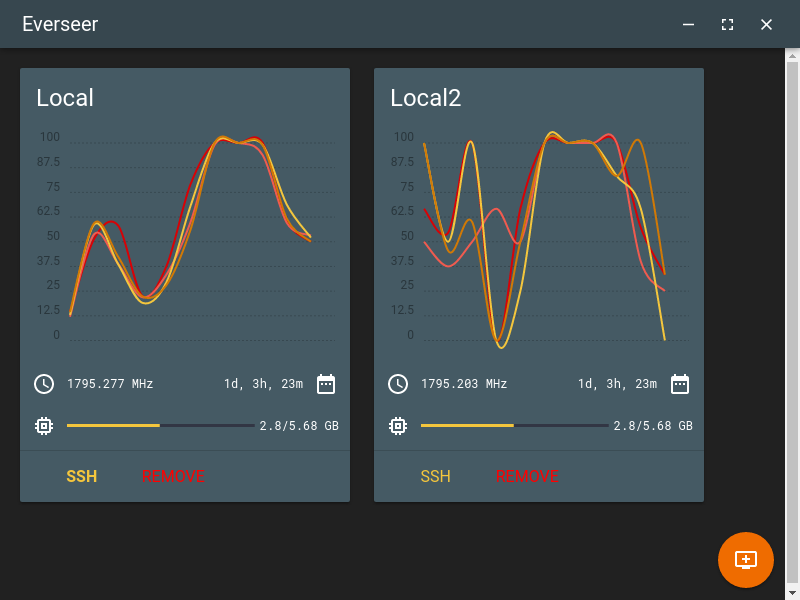 Everseer
Local
100
87.5
75
62.5
50
37.5
25
12.5
0
1795.277 MHz
1d, 3h, 23m
2.8/5.68 GB
SSH
REMOVE
Local2
100
87.5
75
62.5
50
37.5
25
12.5
0
1795.203 MHz
1d, 3h, 23m
2.8/5.68 GB
SSH
REMOVE